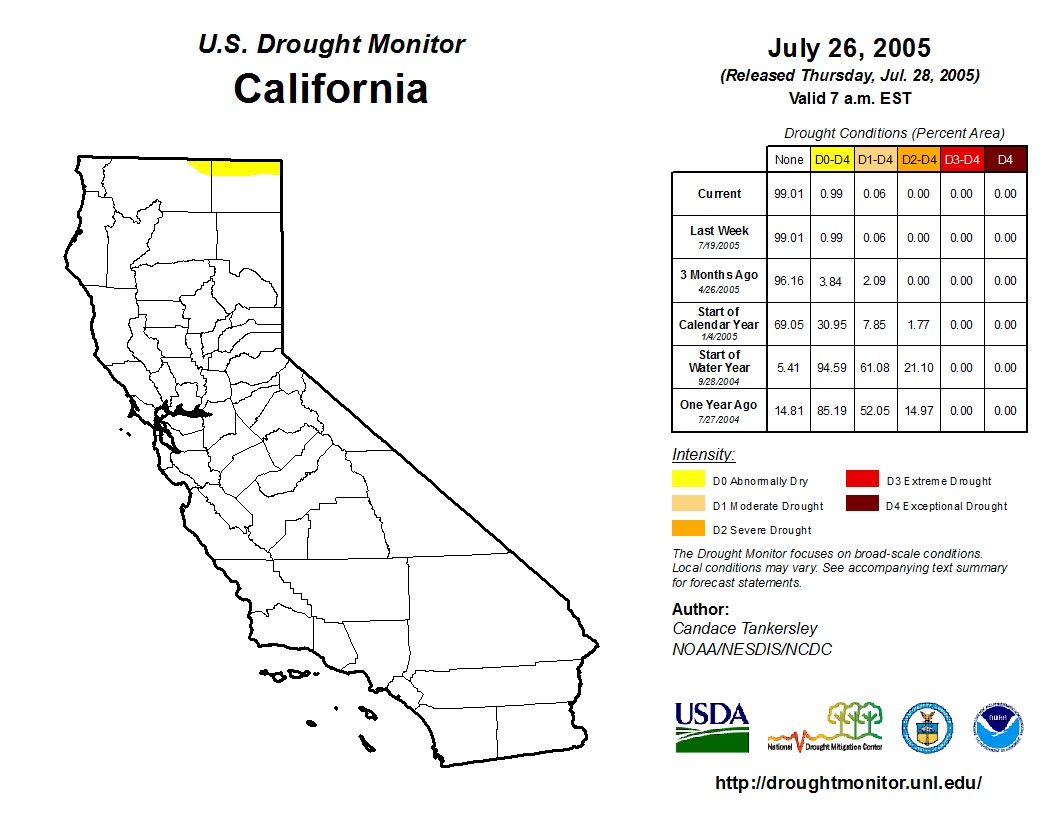 U.S. Drought Monitor
California
July 26, 2005
(Released Thursday, Jul. 28, 2005)
Valid 7 a.m. EST
Drought Conditions (Percent Area)
None D0-D4 D1-D4 D2-D4 D3-D4 D4
Current 99.01 0.99 0.06 0.00 0.00 0.00
Last Week
7/19/2005
99.01 0.99 0.06 0.00 0.00 0.00
3 Months Ago
4/26/2005
96.16 3.84 2.09 0.00 0.00 0.00
Start of
Calendar Year
1/4/2005
69.05 30.95 7.85 1.77 0.00 0.00
Start of
Water Year
9/28/2004
5.41 94.59 61.08 21.10 0.00 0.00
One Year Ago
7/27/2004
14.81 85.19 52.05 14.97 0.00 0.00
Intensity:
D0 Abnormally Dry
D1 Moderate Drought
D2 Severe Drought
D3 Extreme Drought
D4 Exceptional Drought
The Drought Monitor focuses on broad-scale conditions.
Local conditions may vary. See accompanying text summary
for forecast statements.
Author:
Candace Tankersley
NOAA/NESDIS/NCDC
USDA
National Drought Mitigation Center
NOAA
http://droughtmonitor.unl.edu/